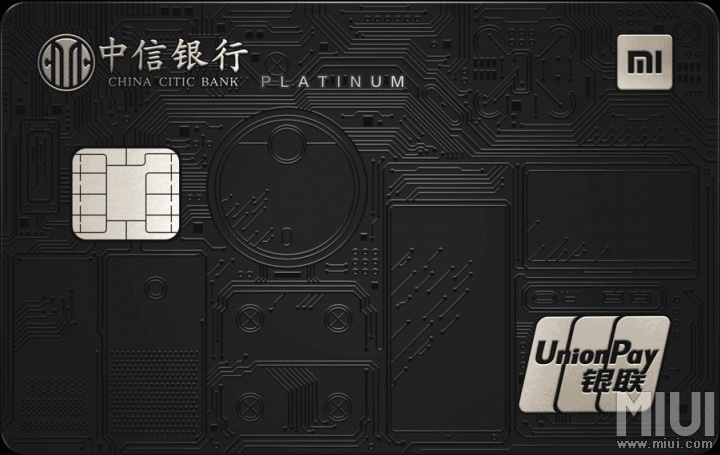 中信银行
CHINA CITIC BANK
PLATINUM
MI
UnionPay
银联
MIUI
www.miui.com